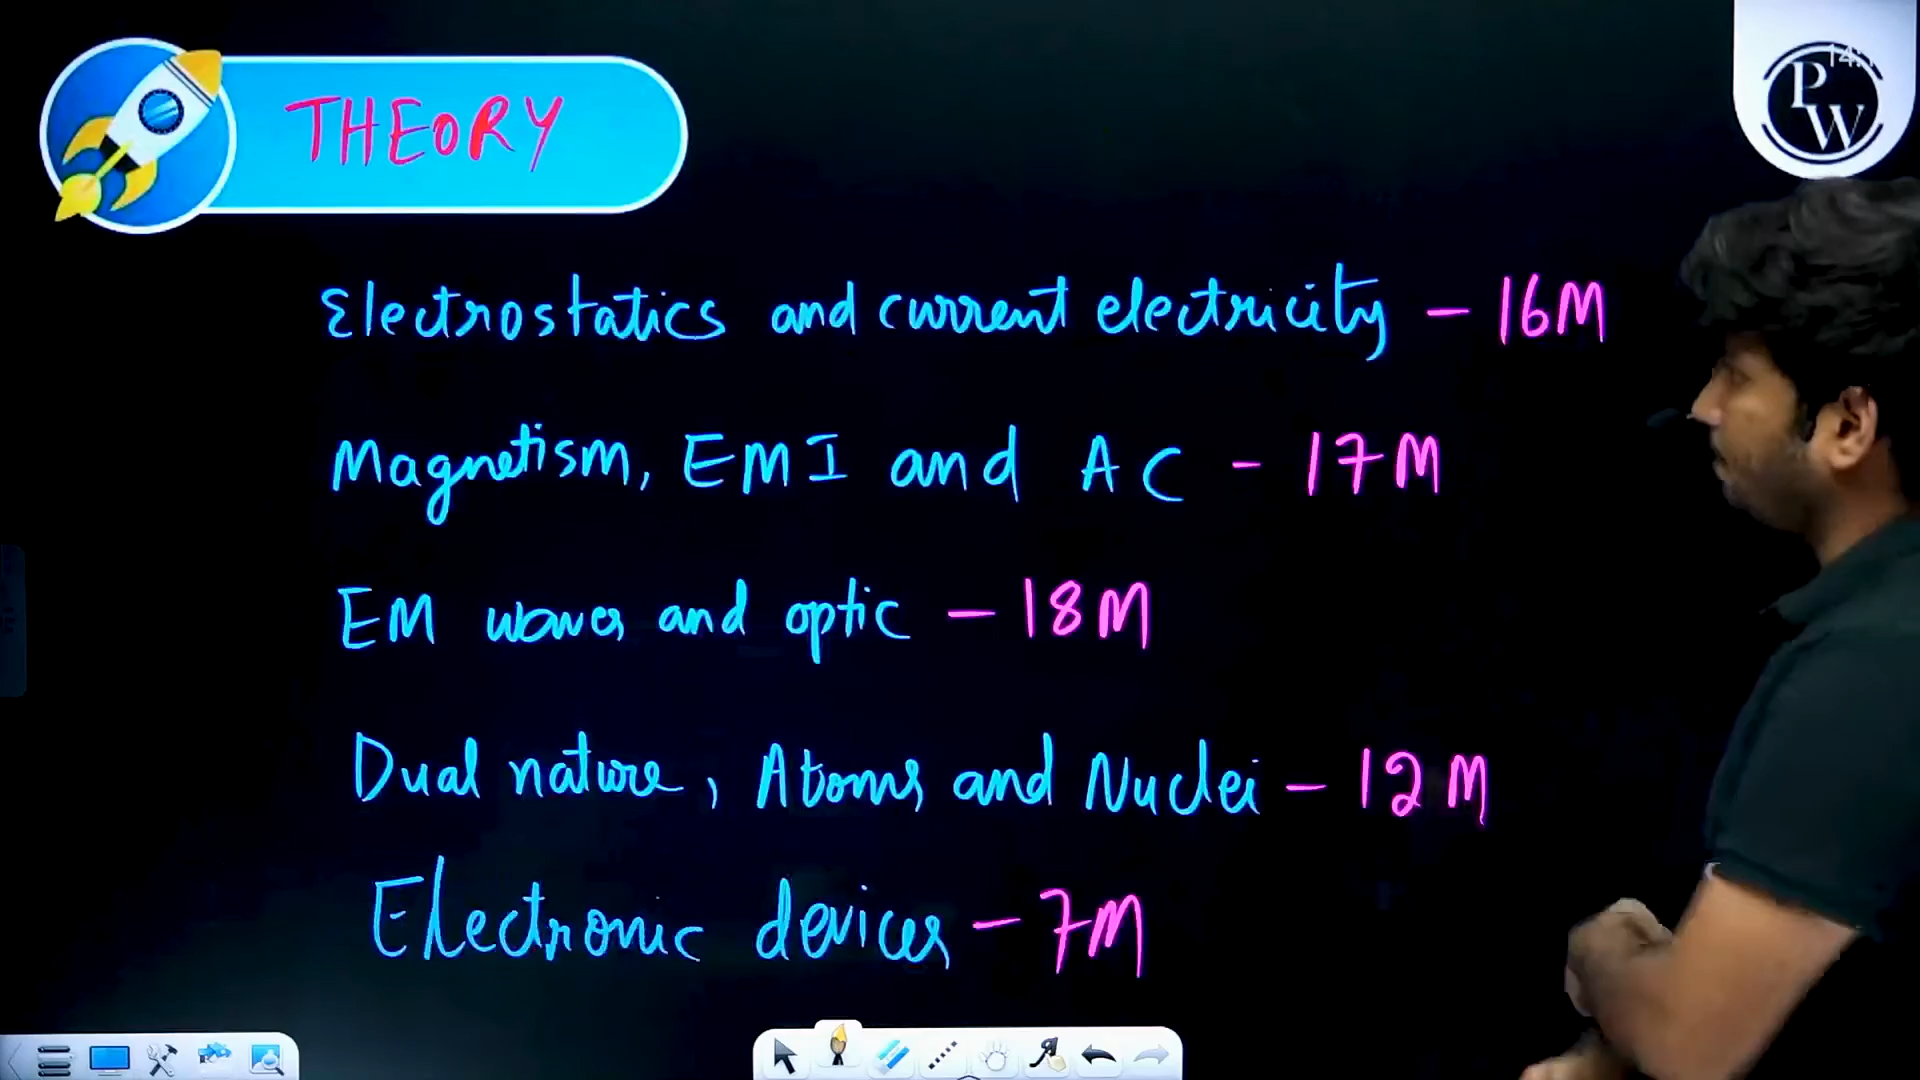 THEORY
PW
Electrostatics and current electricity - 16M
Magnetism, EMI and AC - 17M
EM waves and optic - 18M
Dual nature, Atoms and Nuclei - 12M
Electronic devices - 7M